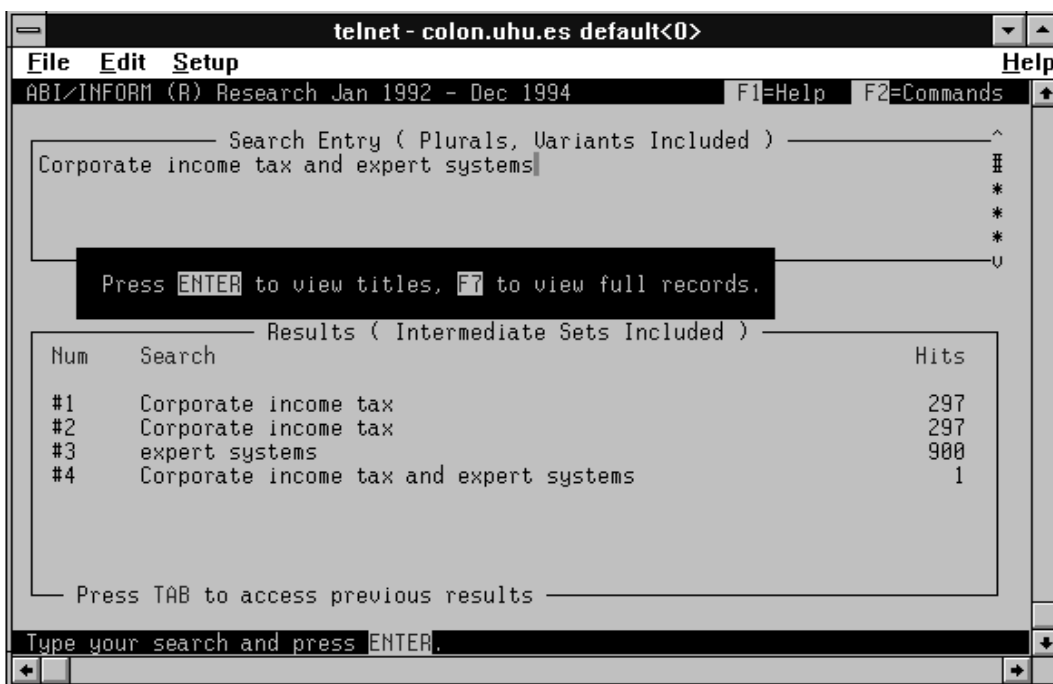 telnet - colon.uhu.es default<0>
File Edit Setup Help
ABI/INFORM (R) Research Jan 1992 - Dec 1994 F1=Help F2=Commands
Search Entry ( Plurals, Variants Included )
Corporate income tax and expert systems
Press ENTER to view titles, F7 to view full records.
Results ( Intermediate Sets Included )
Num Search Hits
#1 Corporate income tax 297
#2 Corporate income tax 297
#3 expert systems 900
#4 Corporate income tax and expert systems 1
Press TAB to access previous results
Type your search and press ENTER.